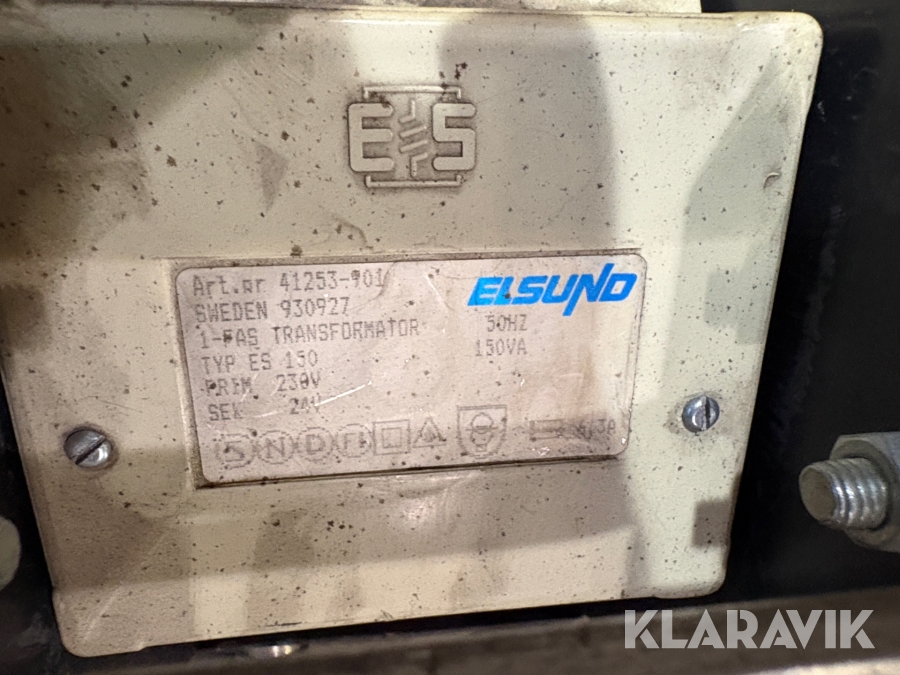 ES
Art.nr 41253-901
ELSUND
SWEDEN 930927
50HZ
1-FAS TRANSFORMATOR
150VA
TYP ES 150
PRIM 230V
SEK 24V
S N D FI
KLARAVIK